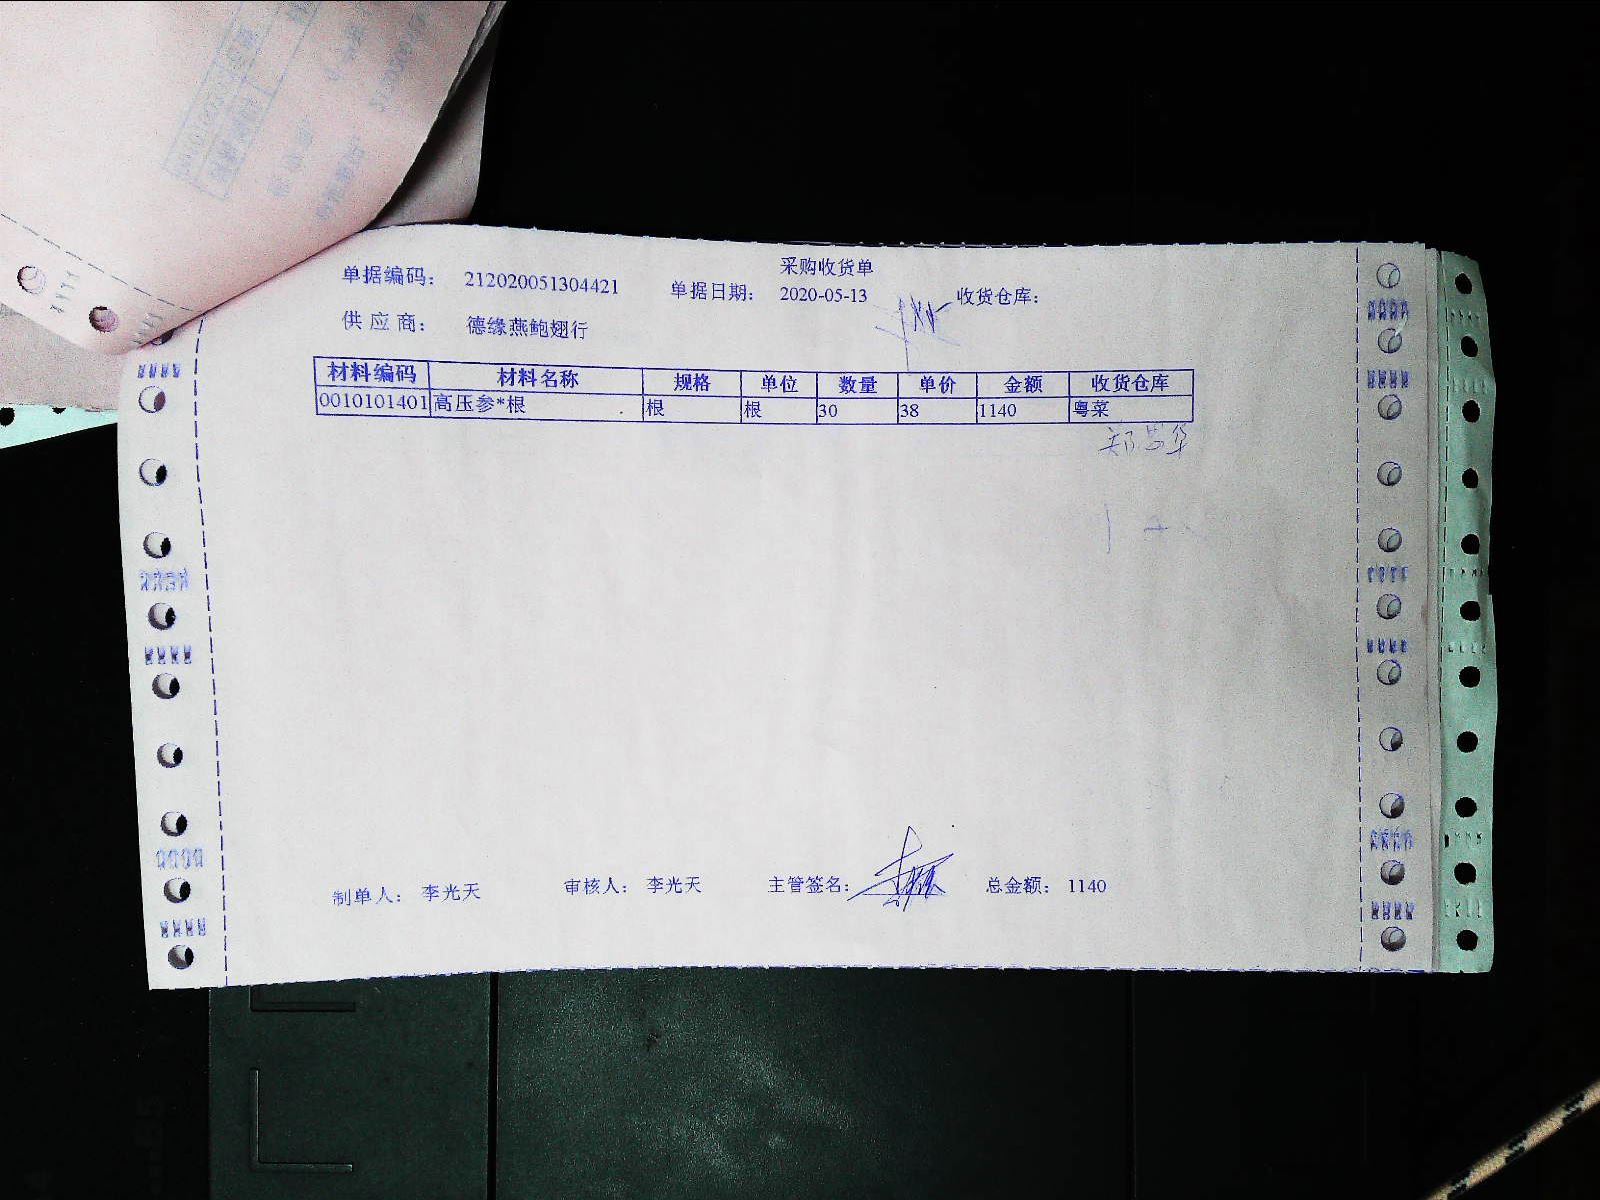 采购收货单
单据编码： 212020051304421 单据日期： 2020-05-13 收货仓库：
供应商： 德缘燕鲍翅行
材料编码 材料名称 规格 单位 数量 单价 金额 收货仓库
0010101401 高压参*根 根 根 30 38 1140 粤菜
制单人： 李光天 审核人： 李光天 主管签名： 总金额： 1140